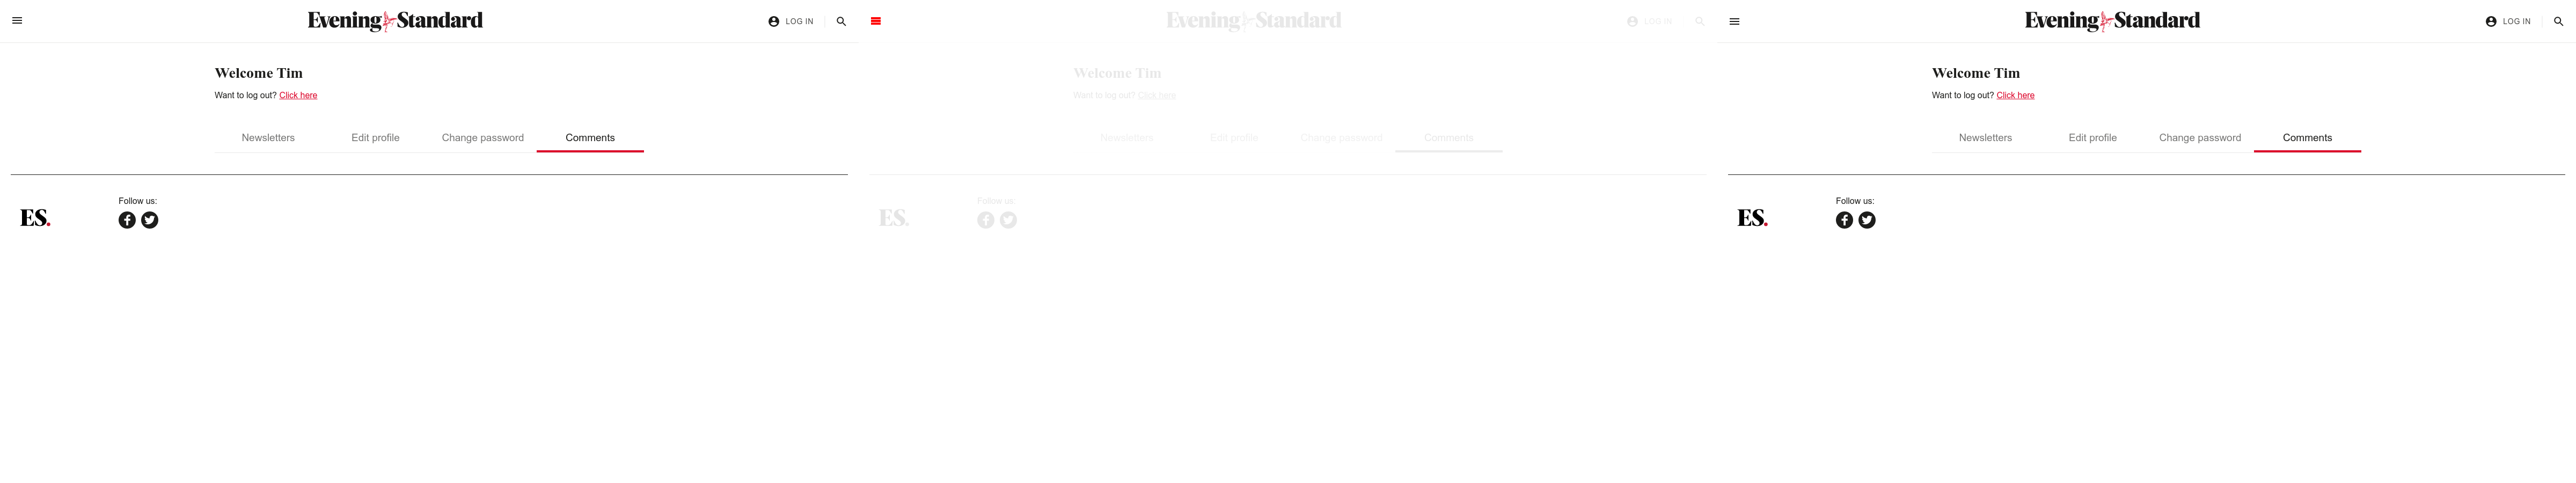 Evening Standard
LOG IN
Welcome Tim
Want to log out? Click here
Newsletters
Edit profile
Change password
Comments
Follow us:
ES.
Evening Standard
LOG IN
Welcome Tim
Want to log out? Click here
Newsletters
Edit profile
Change password
Comments
Follow us:
ES.
Evening Standard
LOG IN
Welcome Tim
Want to log out? Click here
Newsletters
Edit profile
Change password
Comments
Follow us:
ES.